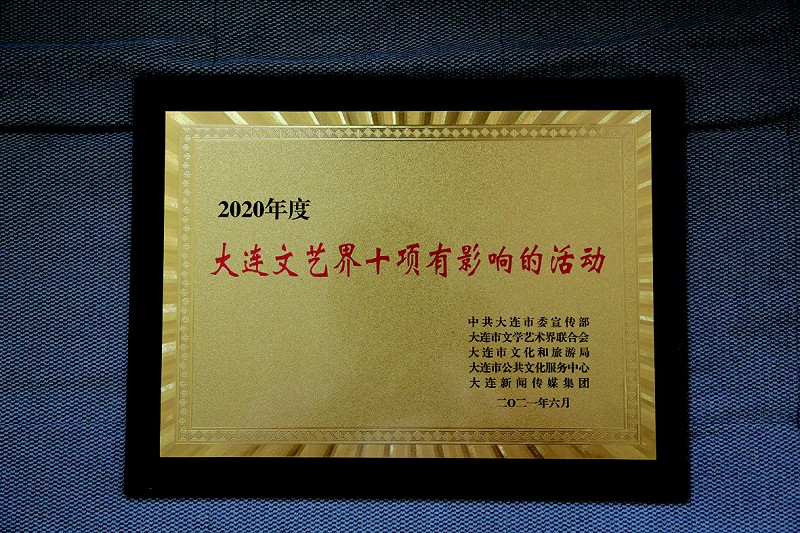 2020年度
大连文艺界十项有影响的活动
中共大连市委宣传部
大连市文学艺术界联合会
大连市文化和旅游局
大连市公共文化服务中心
大连新闻传媒集团
二O二一年六月